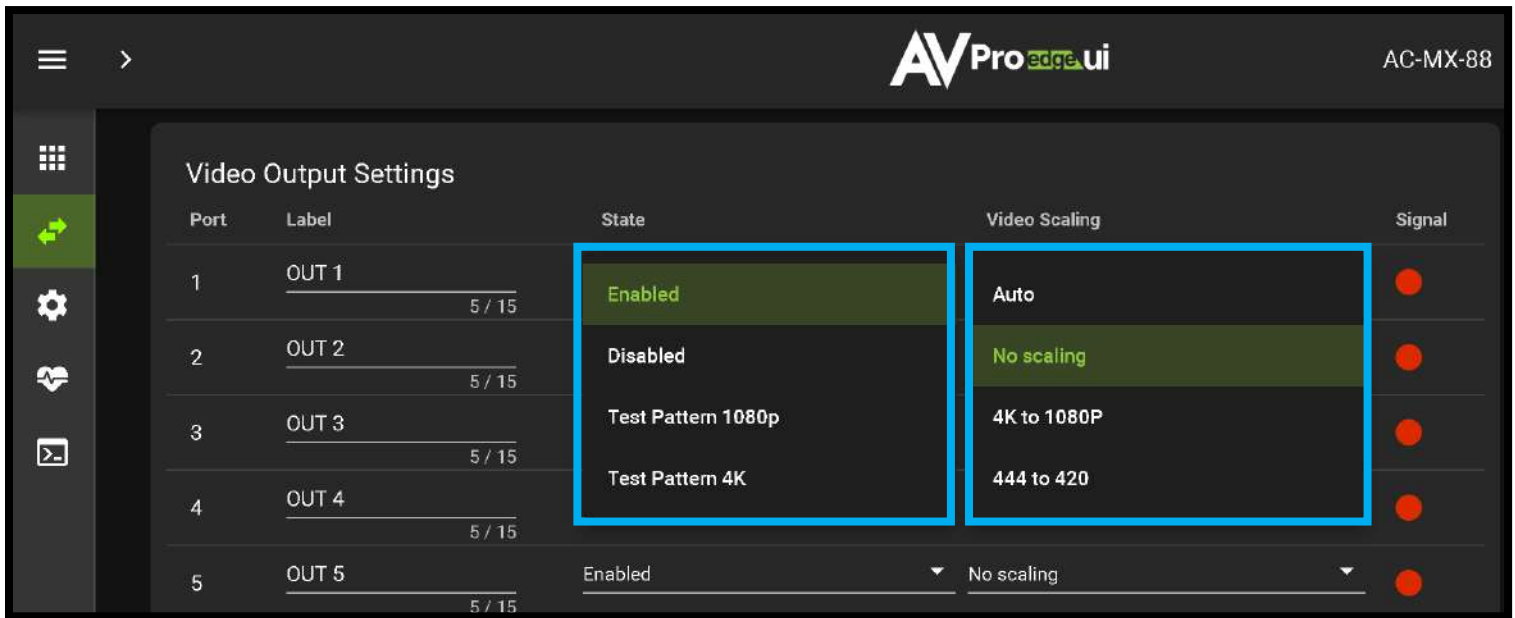 AVPro edge.ui
AC-MX-88
Video Output Settings
Port Label State Video Scaling Signal
1 OUT 1 Enabled Auto
5 / 15
2 OUT 2 Disabled No scaling
5 / 15
3 OUT 3 Test Pattern 1080p 4K to 1080P
5 / 15
4 OUT 4 Test Pattern 4K 444 to 420
5 / 15
5 OUT 5 Enabled No scaling
5 / 15